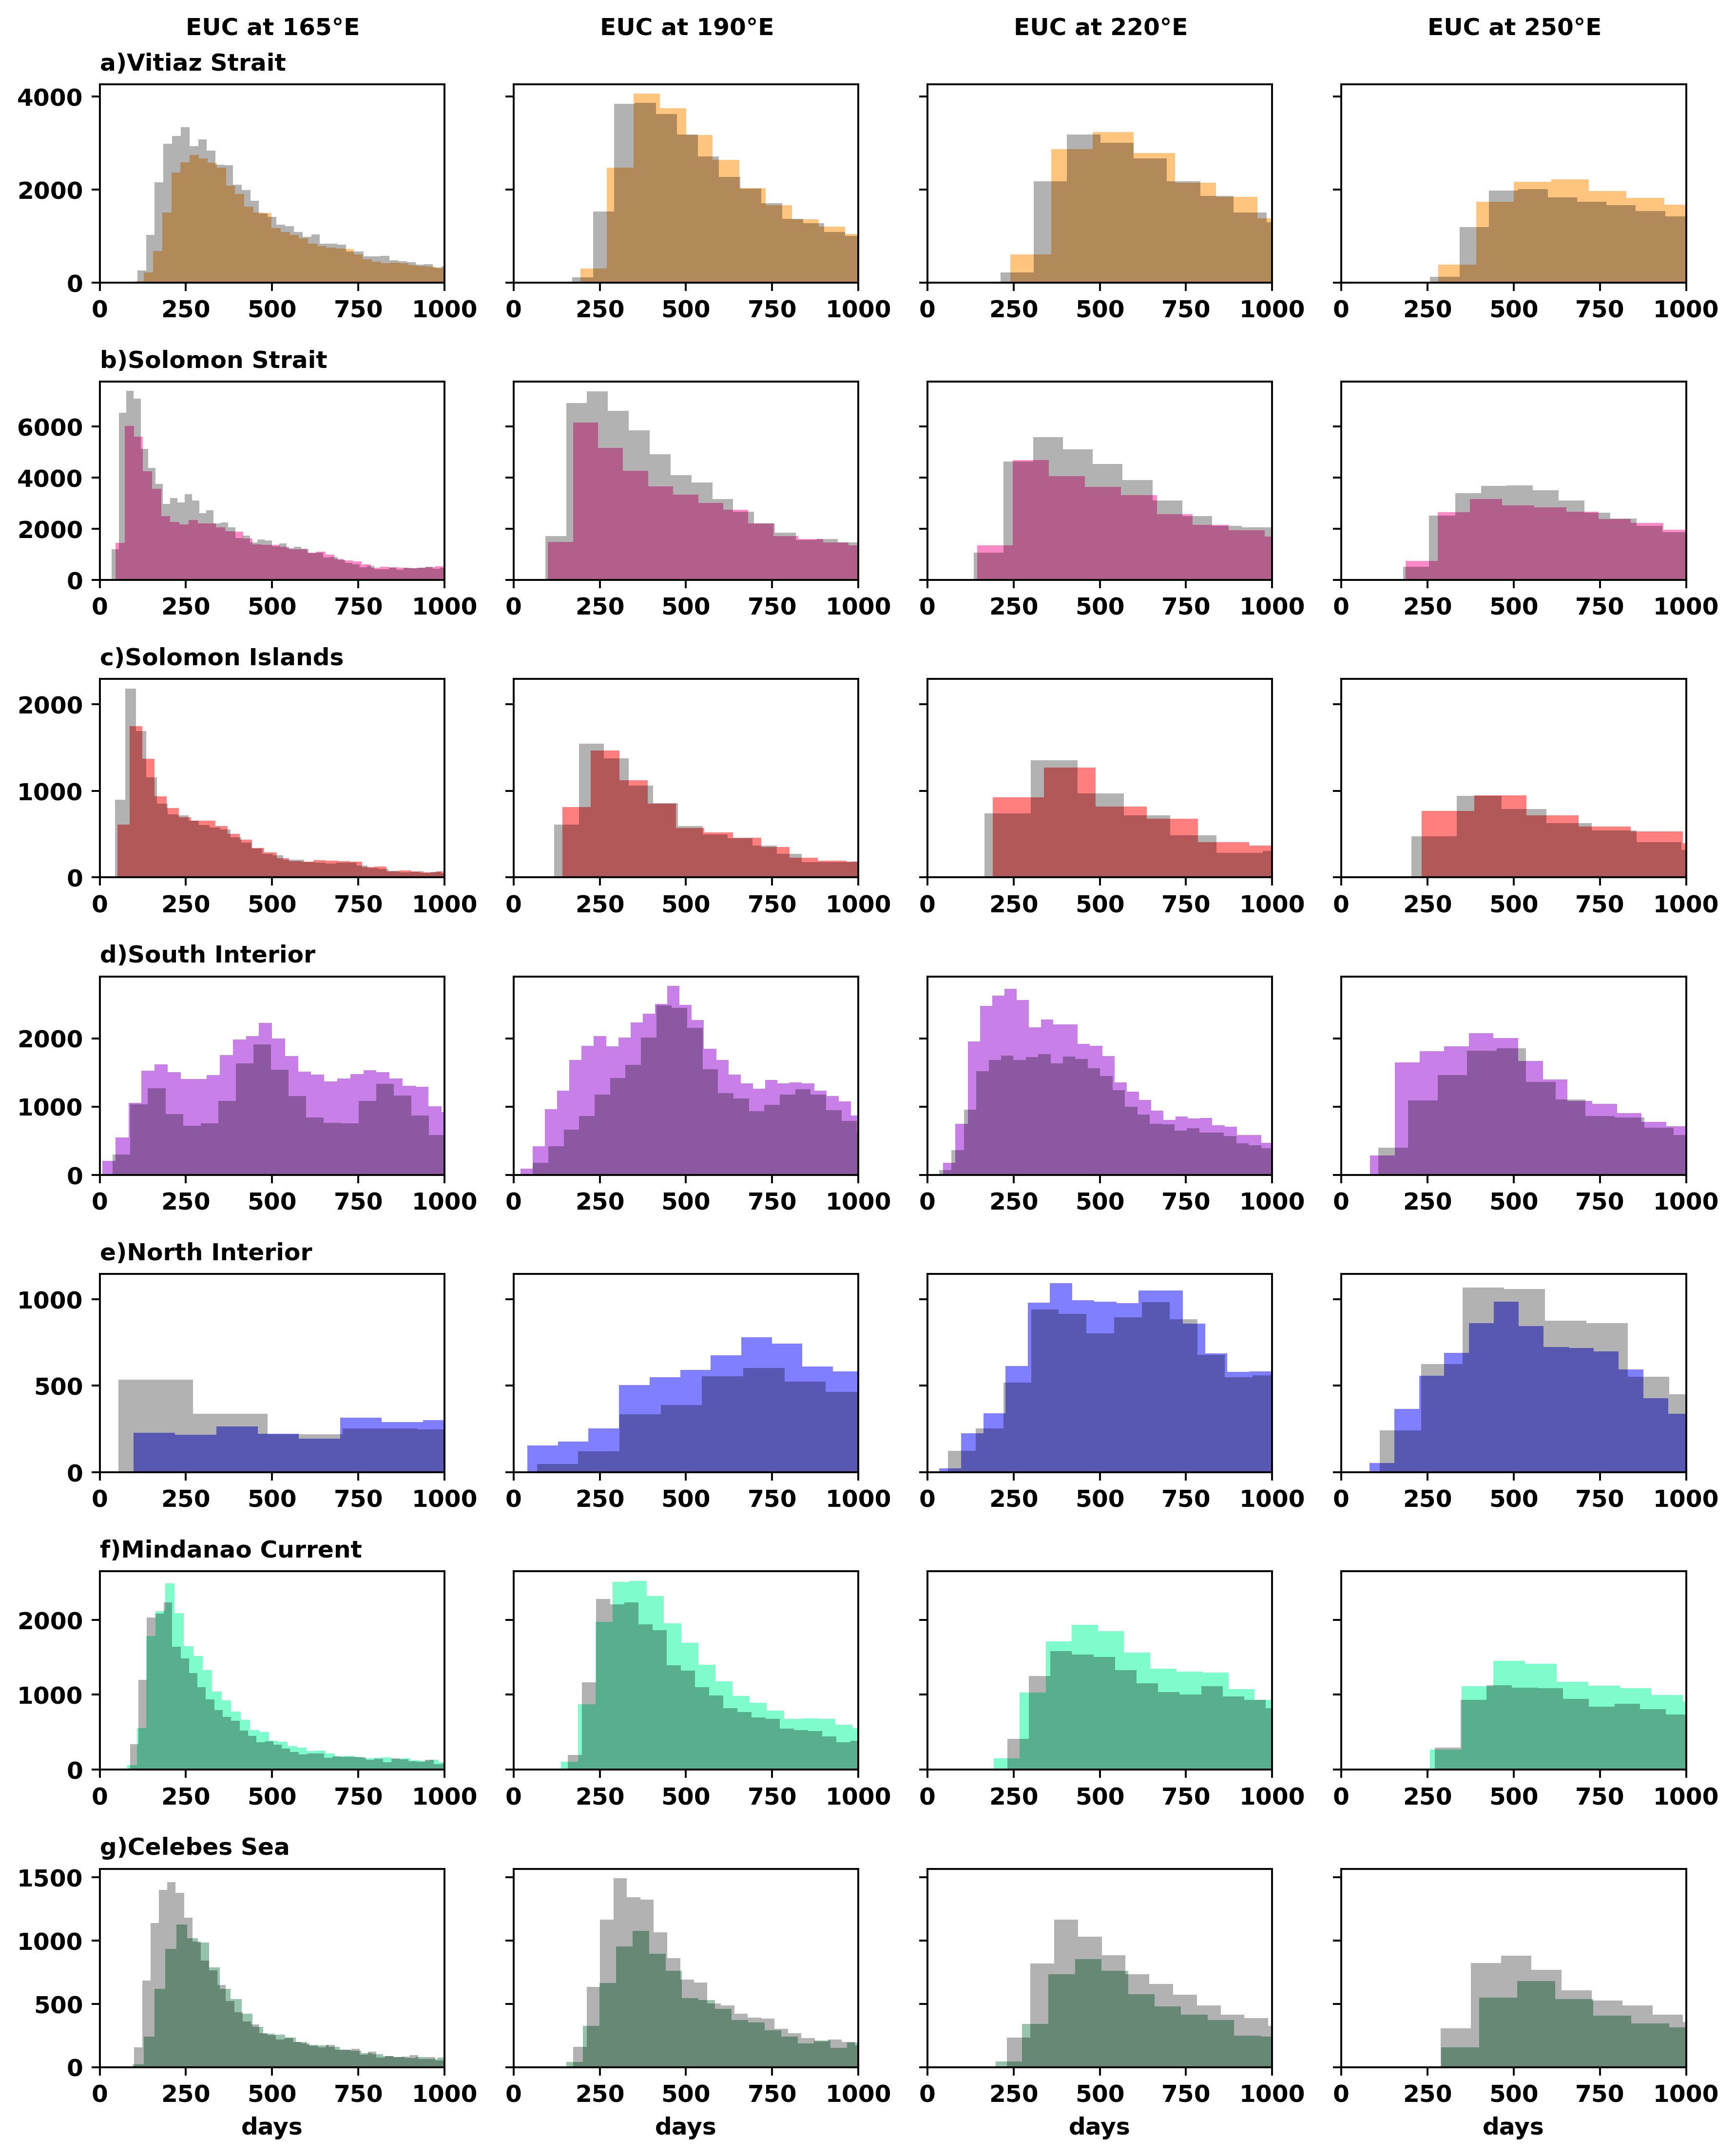 EUC at 165°E EUC at 190°E EUC at 220°E EUC at 250°E
a)Vitiaz Strait
4000
2000
0
0 250 500 750 1000 0 250 500 750 1000 0 250 500 750 1000 0 250 500 750 1000
b)Solomon Strait
6000
4000
2000
0
0 250 500 750 1000 0 250 500 750 1000 0 250 500 750 1000 0 250 500 750 1000
c)Solomon Islands
2000
1000
0
0 250 500 750 1000 0 250 500 750 1000 0 250 500 750 1000 0 250 500 750 1000
d)South Interior
2000
1000
0
0 250 500 750 1000 0 250 500 750 1000 0 250 500 750 1000 0 250 500 750 1000
e)North Interior
1000
500
0
0 250 500 750 1000 0 250 500 750 1000 0 250 500 750 1000 0 250 500 750 1000
f)Mindanao Current
2000
1000
0
0 250 500 750 1000 0 250 500 750 1000 0 250 500 750 1000 0 250 500 750 1000
g)Celebes Sea
1500
1000
500
0
0 250 500 750 1000 0 250 500 750 1000 0 250 500 750 1000 0 250 500 750 1000
days days days days